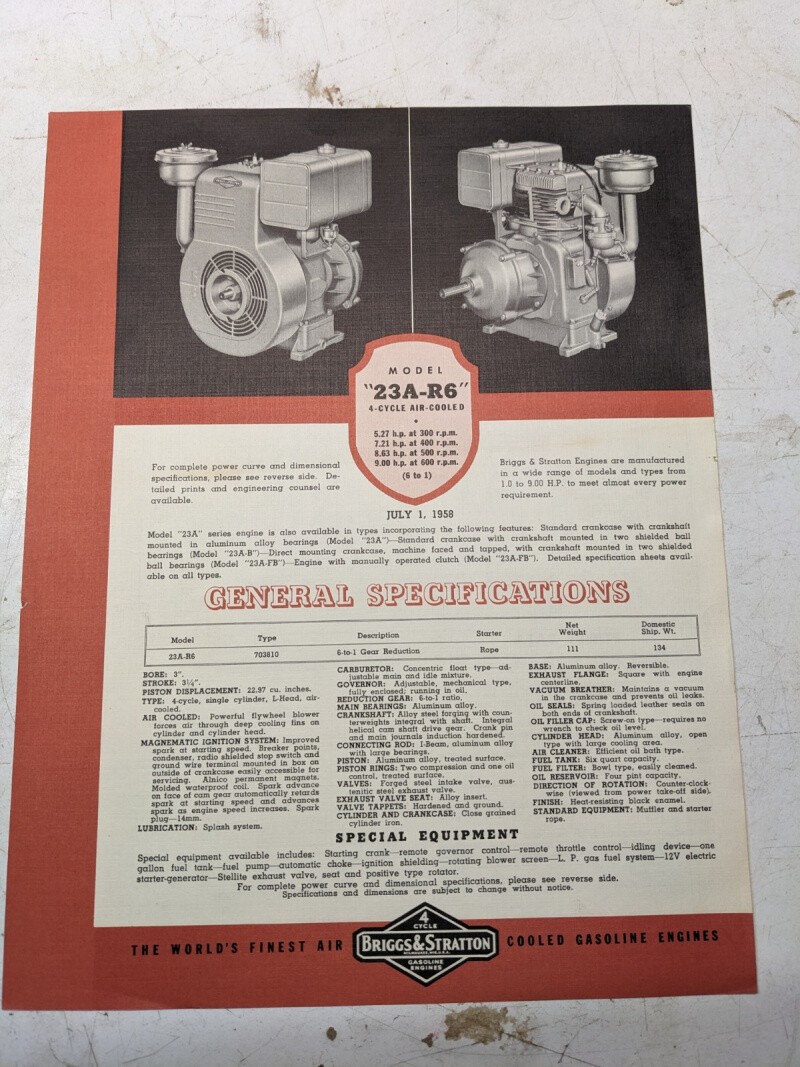 MODEL
"23A-R6"
4-CYCLE AIR-COOLED
•
5.27 h.p. at 300 r.p.m.
7.21 h.p. at 400 r.p.m.
8.63 h.p. at 500 r.p.m.
9.00 h.p. at 600 r.p.m.
(6 to 1)
For complete power curve and dimensional
specifications, please see reverse side. De-
tailed prints and engineering counsel are
available.
Briggs & Stratton Engines are manufactured
in a wide range of models and types from
1.0 to 9.00 H.P. to meet almost every power
requirement.
JULY 1, 1958
Model "23A" series engine is also available in types incorporating the following features: Standard crankcase with crankshaft
mounted in aluminum alloy bearings (Model "23A")—Standard crankcase with crankshaft mounted in two shielded ball
bearings (Model "23A-B")—Direct mounting crankcase, machine faced and tapped, with crankshaft mounted in two shielded
ball bearings (Model "23A-FB")—Engine with manually operated clutch (Model "23A-FB"). Detailed specification sheets avail-
able on all types.
GENERAL SPECIFICATIONS
Model Type Description Starter Net Weight Domestic Ship. Wt.
23A-R6 703810 6-to-1 Gear Reduction Rope 111 134
BORE: 3".
STROKE: 3¼".
PISTON DISPLACEMENT: 22.97 cu. inches.
TYPE: 4-cycle, single cylinder, L-Head, air-
cooled.
AIR COOLED: Powerful flywheel blower
forces air through deep cooling fins on
cylinder and cylinder head.
MAGNEMATIC IGNITION SYSTEM: Improved
spark at starting speed. Breaker points,
condenser, radio shielded stop switch and
ground wire terminal mounted in box on
outside of crankcase easily accessible for
servicing. Alnico permanent magnets.
Molded waterproof coil. Spark advance
on face of cam gear automatically retards
spark at starting speed and advances
spark as engine speed increases. Spark
plug—14mm.
LUBRICATION: Splash system.
CARBURETOR: Concentric float type—ad-
justable main and idle mixture.
GOVERNOR: Adjustable, mechanical type,
fully enclosed; running in oil.
REDUCTION GEAR: 6-to-1 ratio.
MAIN BEARINGS: Aluminum alloy.
CRANKSHAFT: Alloy steel forging with coun-
terweights integral with shaft. Integral
helical cam shaft drive gear. Crank pin
and main journals induction hardened.
CONNECTING ROD: I-Beam, aluminum alloy
with large bearings.
PISTON: Aluminum alloy, treated surface.
PISTON RINGS: Two compression and one oil
control, treated surface.
VALVES: Forged steel intake valve, aus-
tenitic steel exhaust valve.
EXHAUST VALVE SEAT: Alloy insert.
VALVE TAPPETS: Hardened and ground.
CYLINDER AND CRANKCASE: Close grained
cylinder iron.
BASE: Aluminum alloy. Reversible.
EXHAUST FLANGE: Square with engine
centerline.
VACUUM BREATHER: Maintains a vacuum
in the crankcase and prevents oil leaks.
OIL SEALS: Spring loaded leather seals on
both ends of crankshaft.
OIL FILLER CAP: Screw-on type—requires no
wrench to check oil level.
CYLINDER HEAD: Aluminum alloy, open
type with large cooling area.
AIR CLEANER: Efficient oil bath type.
FUEL TANK: Six quart capacity.
FUEL FILTER: Bowl type, easily cleaned.
OIL RESERVOIR: Four pint capacity.
DIRECTION OF ROTATION: Counter-clock-
wise (viewed from power take-off side).
FINISH: Heat-resisting black enamel.
STANDARD EQUIPMENT: Muffler and starter
rope.
SPECIAL EQUIPMENT
Special equipment available includes: Starting crank—remote governor control—remote throttle control—idling device—one
gallon fuel tank—fuel pump—automatic choke—ignition shielding—rotating blower screen—L. P. gas fuel system—12V electric
starter-generator—Stellite exhaust valve, seat and positive type rotator.
For complete power curve and dimensional specifications, please see reverse side.
Specifications and dimensions are subject to change without notice.
THE WORLD'S FINEST AIR COOLED GASOLINE ENGINES
4
CYCLE
BRIGGS & STRATTON
MILWAUKEE, WIS. U.S.A.
GASOLINE
ENGINES